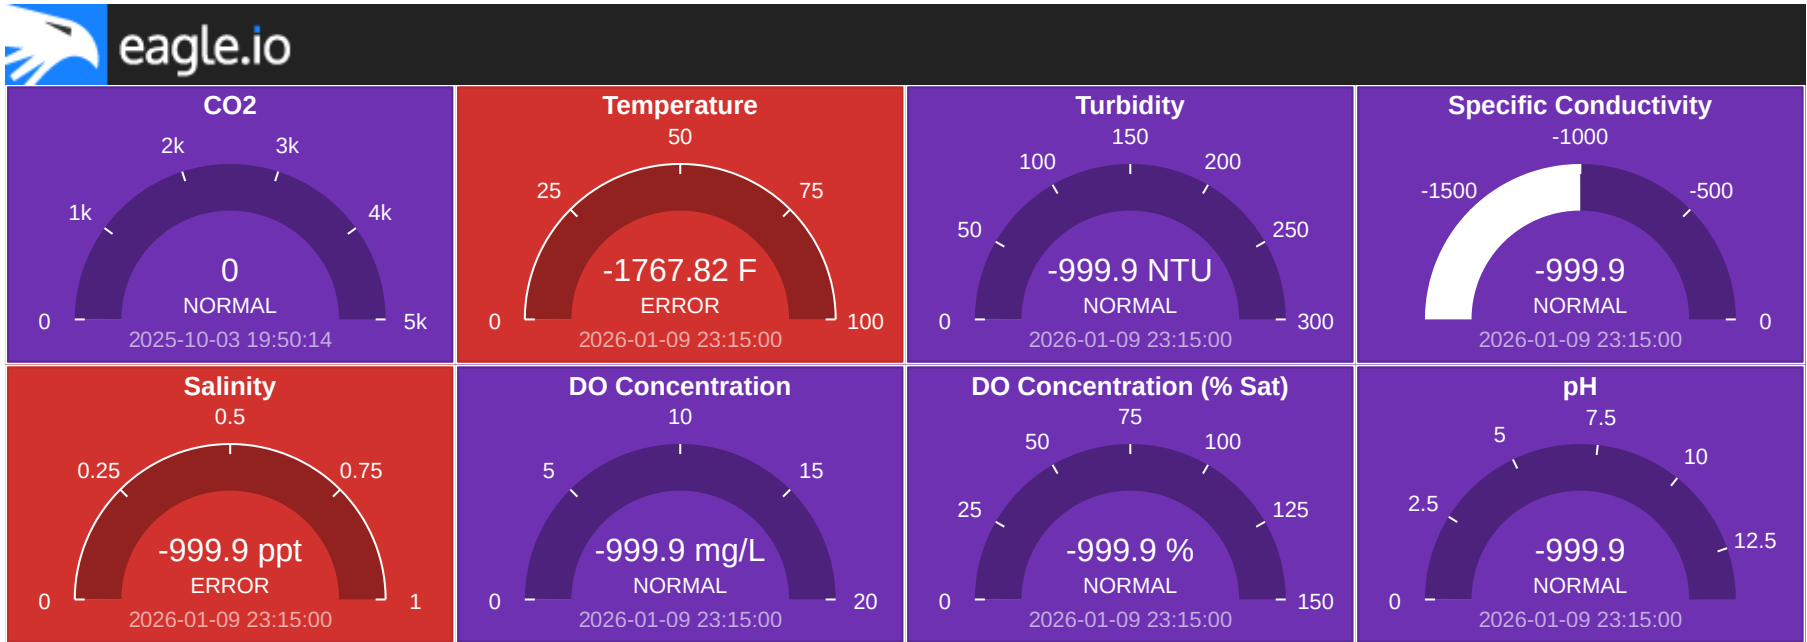 eagle.io
CO2
2k
3k
1k
4k
0
NORMAL
0
5k
2025-10-03 19:50:14
Temperature
50
25
75
-1767.82 F
ERROR
0
100
2026-01-09 23:15:00
Turbidity
150
100
200
50
250
-999.9 NTU
NORMAL
0
300
2026-01-09 23:15:00
Specific Conductivity
-1000
-1500
-500
-999.9
NORMAL
0
2026-01-09 23:15:00
Salinity
0.5
0.25
0.75
-999.9 ppt
ERROR
0
1
2026-01-09 23:15:00
DO Concentration
10
5
15
-999.9 mg/L
NORMAL
0
20
2026-01-09 23:15:00
DO Concentration (% Sat)
75
50
100
25
125
-999.9 %
NORMAL
0
150
2026-01-09 23:15:00
pH
7.5
5
10
2.5
12.5
-999.9
NORMAL
0
2026-01-09 23:15:00